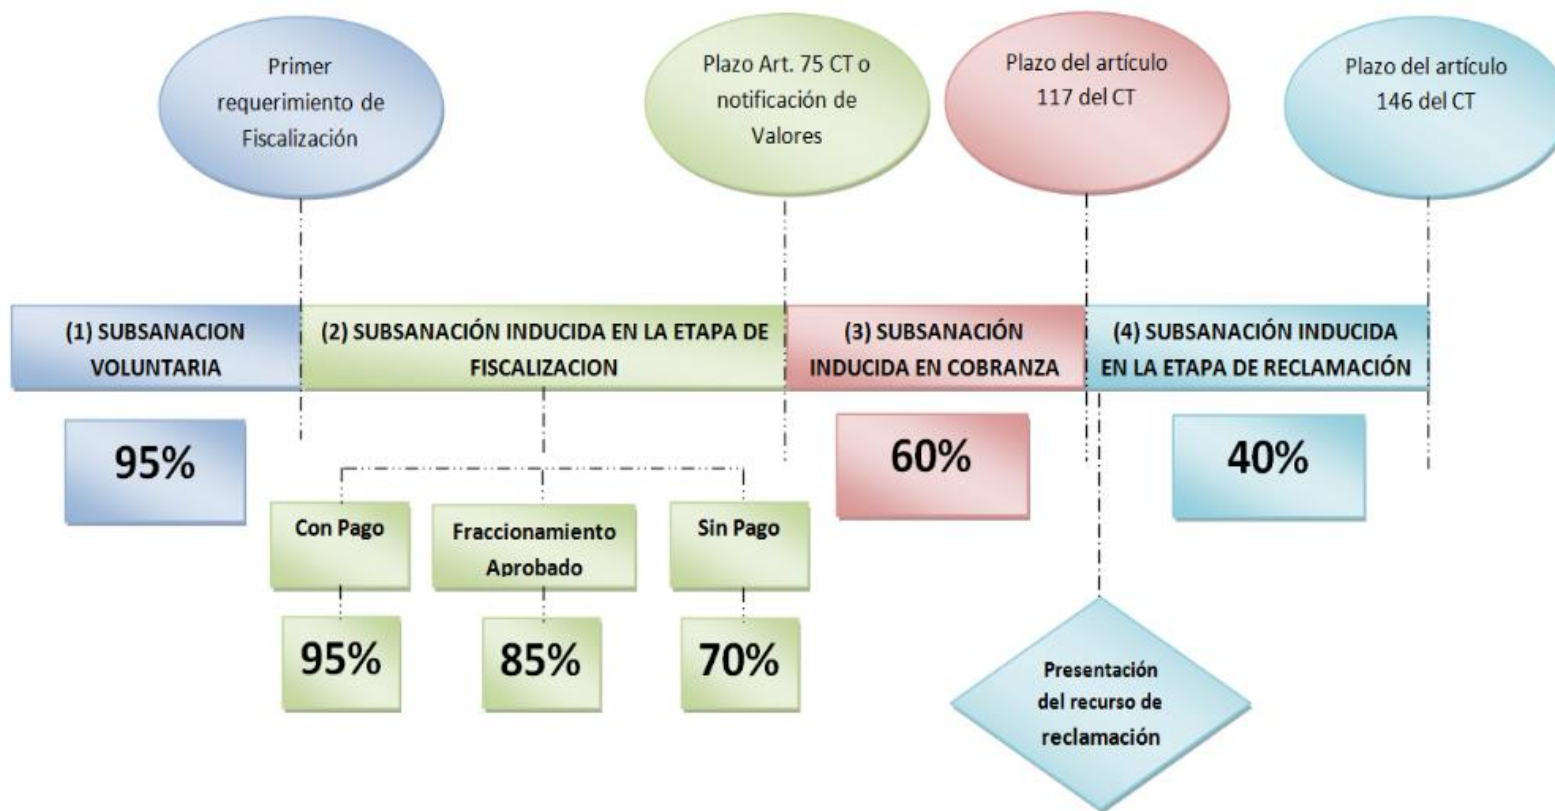 Primer
requerimiento de
Fiscalización
Plazo Art. 75 CT o
notificación de
Valores
Plazo del artículo
117 del CT
Plazo del artículo
146 del CT
(1) SUBSANACION
VOLUNTARIA
(2) SUBSANACIÓN INDUCIDA EN LA ETAPA DE
FISCALIZACION
(3) SUBSANACIÓN
INDUCIDA EN COBRANZA
(4) SUBSANACIÓN INDUCIDA
EN LA ETAPA DE RECLAMACIÓN
95%
60%
40%
Con Pago
Fraccionamiento
Aprobado
Sin Pago
95%
85%
70%
Presentación
del recurso de
reclamación